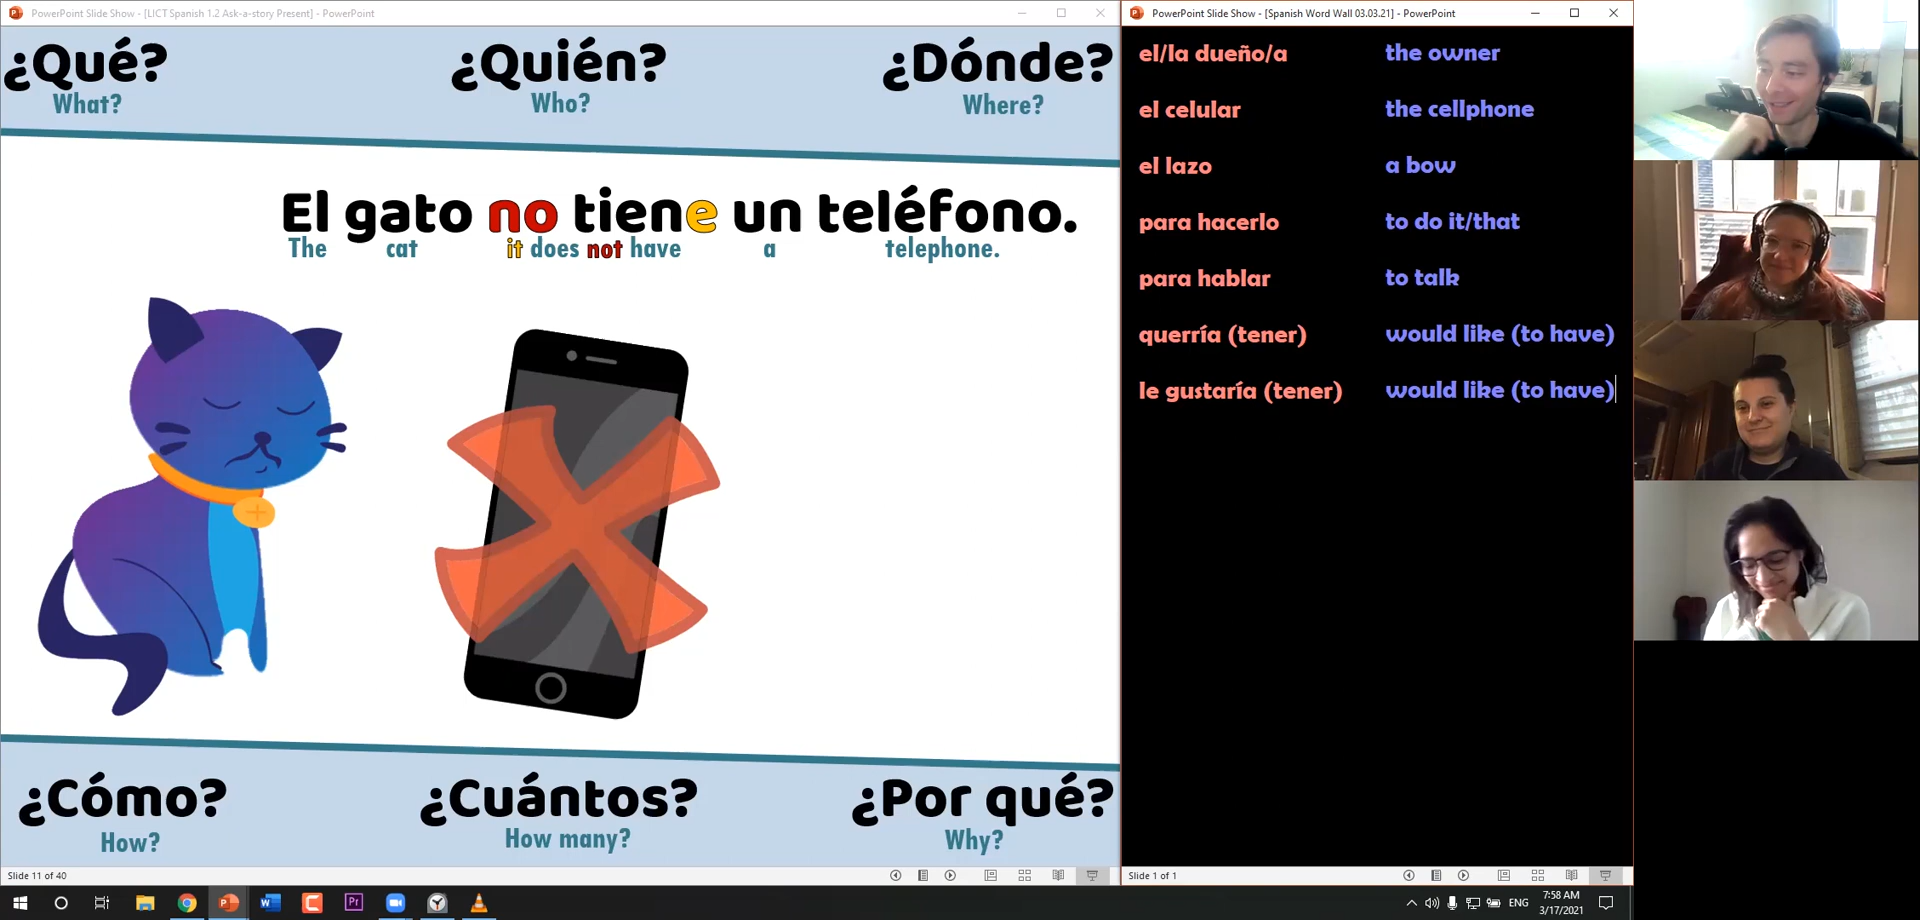 PowerPoint Slide Show - [LICT Spanish 1.2 Ask-a-story Present] - PowerPoint
¿Qué? ¿Quién? ¿Dónde?
What? Who? Where?
El gato no tiene un teléfono.
The cat it does not have a telephone.
¿Cómo? ¿Cuántos? ¿Por qué?
How? How many? Why?
Slide 11 of 40
PowerPoint Slide Show - [Spanish Word Wall 03.03.21] - PowerPoint
el/la dueño/a the owner
el celular the cellphone
el lazo a bow
para hacerlo to do it/that
para hablar to talk
querría (tener) would like (to have)
le gustaría (tener) would like (to have)
Slide 1 of 1
W
Pr
ENG
7:58 AM
3/17/2021